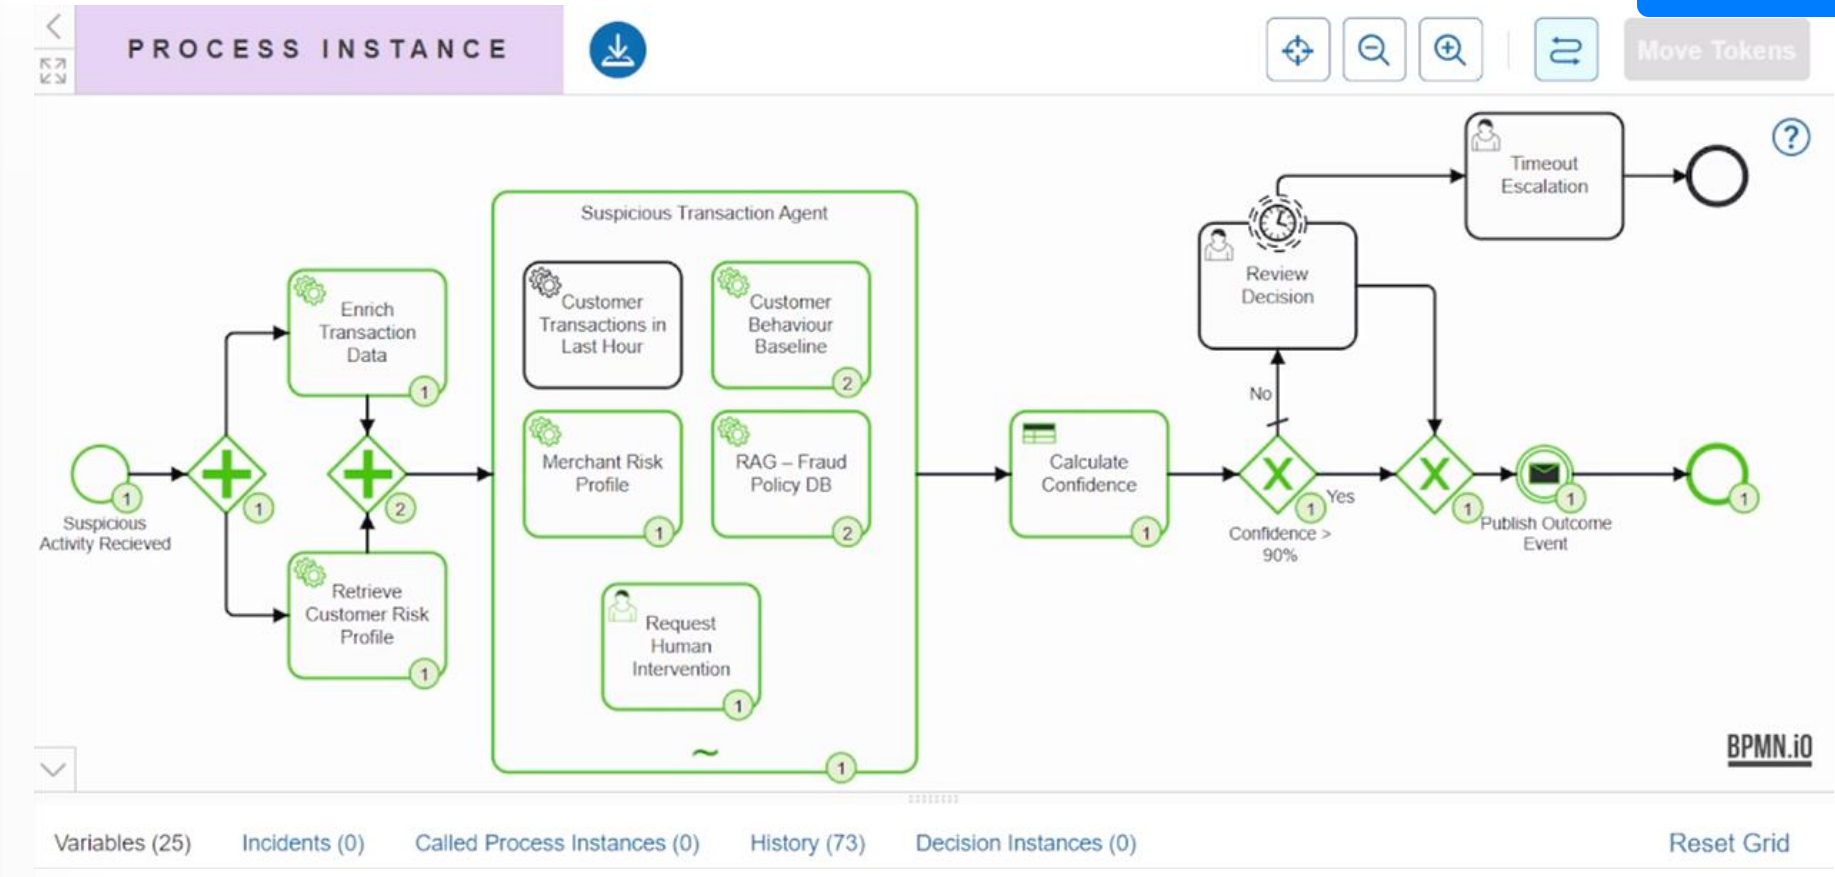 PROCESS INSTANCE
Move Tokens
?
Timeout
Escalation
Suspicious Transaction Agent
Review
Decision
Enrich
Transaction
Data
1
Customer
Transactions in
Last Hour
Customer
Behaviour
Baseline
2
No
Merchant Risk
Profile
1
RAG – Fraud
Policy DB
2
Calculate
Confidence
1
1
Suspicious
Activity Recieved
1
2
Yes
1
Confidence >
90%
1
1
Publish Outcome
Event
1
Retrieve
Customer Risk
Profile
1
Request
Human
Intervention
1
~
1
BPMN.iO
Variables (25)
Incidents (0)
Called Process Instances (0)
History (73)
Decision Instances (0)
Reset Grid